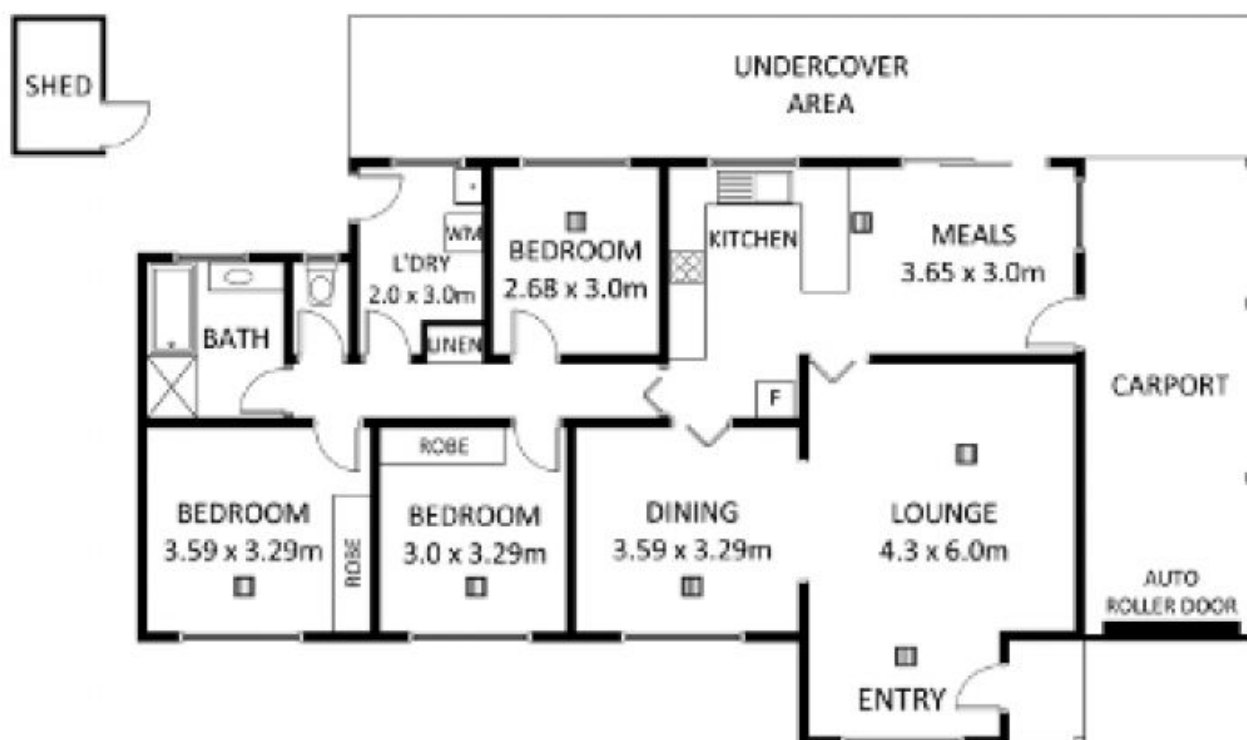 SHED
UNDERCOVER
AREA
L'DRY
2.0 x 3.0m
WM
LINEN
BEDROOM
2.68 x 3.0m
KITCHEN
MEALS
3.65 x 3.0m
BATH
F
CARPORT
BEDROOM
3.59 x 3.29m
ROBE
ROBE
BEDROOM
3.0 x 3.29m
DINING
3.59 x 3.29m
LOUNGE
4.3 x 6.0m
AUTO
ROLLER DOOR
ENTRY